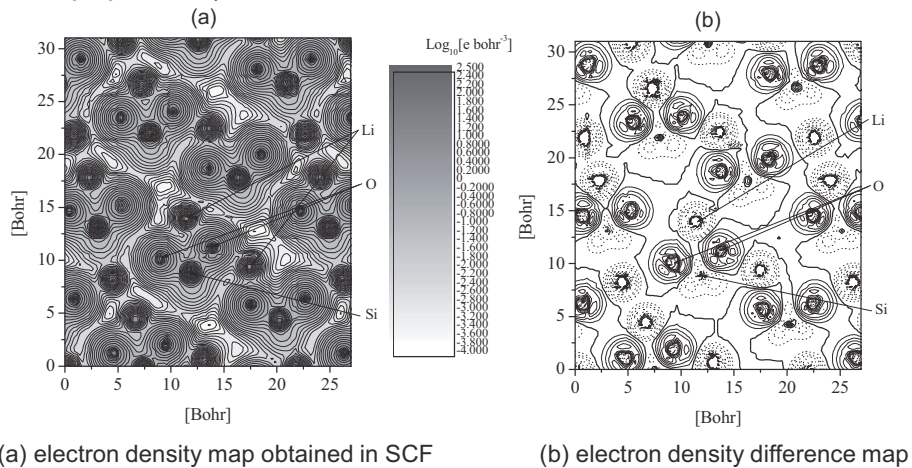 (a)
(b)
Log10[e bohr-3]
2.500
2.400
2.200
2.000
1.800
1.600
1.400
1.200
1.000
0.8000
0.6000
0.4000
0.2000
0
-0.2000
-0.4000
-0.6000
-0.8000
-1.000
-1.200
-1.400
-1.600
-1.800
-2.000
-2.200
-2.400
-2.600
-2.800
-3.000
-3.200
-3.400
-3.600
-3.800
-4.000
30
25
20
15
10
5
0
[Bohr]
0 5 10 15 20 25
[Bohr]
Li
O
Si
30
25
20
15
10
5
0
[Bohr]
0 5 10 15 20 25
[Bohr]
Li
O
Si
(a) electron density map obtained in SCF
(b) electron density difference map